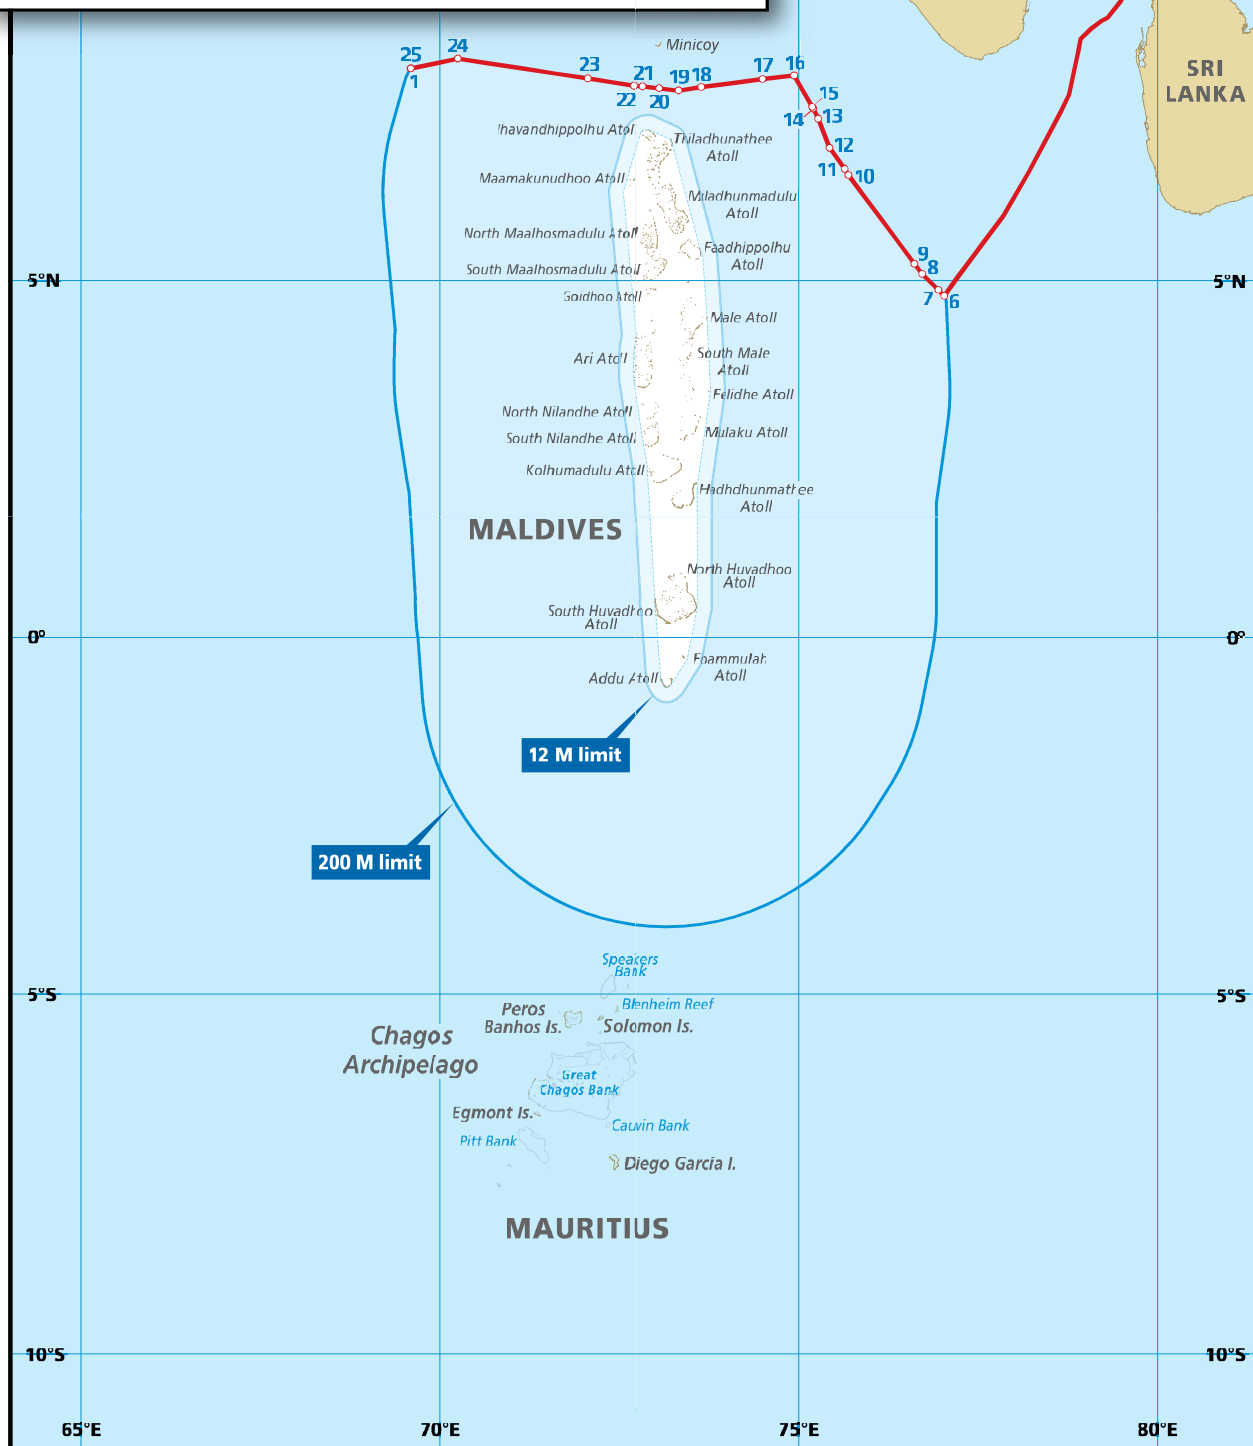 Minicoy
25
24
1
23
22
21
20
19
18
17
16
15
14
13
12
11
10
9
8
7
6
SRI
LANKA
Ihavandhippolhu Atoll
Thiladhunathee
Atoll
Maamakunudhoo Atoll
Miladhunmadulu
Atoll
North Maalhosmadulu Atoll
Faadhippolhu
Atoll
South Maalhosmadulu Atoll
5°N
5°N
Goidhoo Atoll
Male Atoll
Ari Atoll
South Male
Atoll
Felidhe Atoll
North Nilandhe Atoll
South Nilandhe Atoll
Mulaku Atoll
Kolhumadulu Atoll
Hadhdhunmathee
Atoll
MALDIVES
North Huvadhoo
Atoll
South Huvadhoo
Atoll
0°
0°
Foammulah
Atoll
Addu Atoll
12 M limit
200 M limit
Speakers
Bank
5°S
5°S
Blenheim Reef
Peros
Banhos Is.
Solomon Is.
Chagos
Archipelago
Great
Chagos Bank
Egmont Is.
Cauvin Bank
Pitt Bank
Diego Garcia I.
MAURITIUS
10°S
10°S
65°E
70°E
75°E
80°E